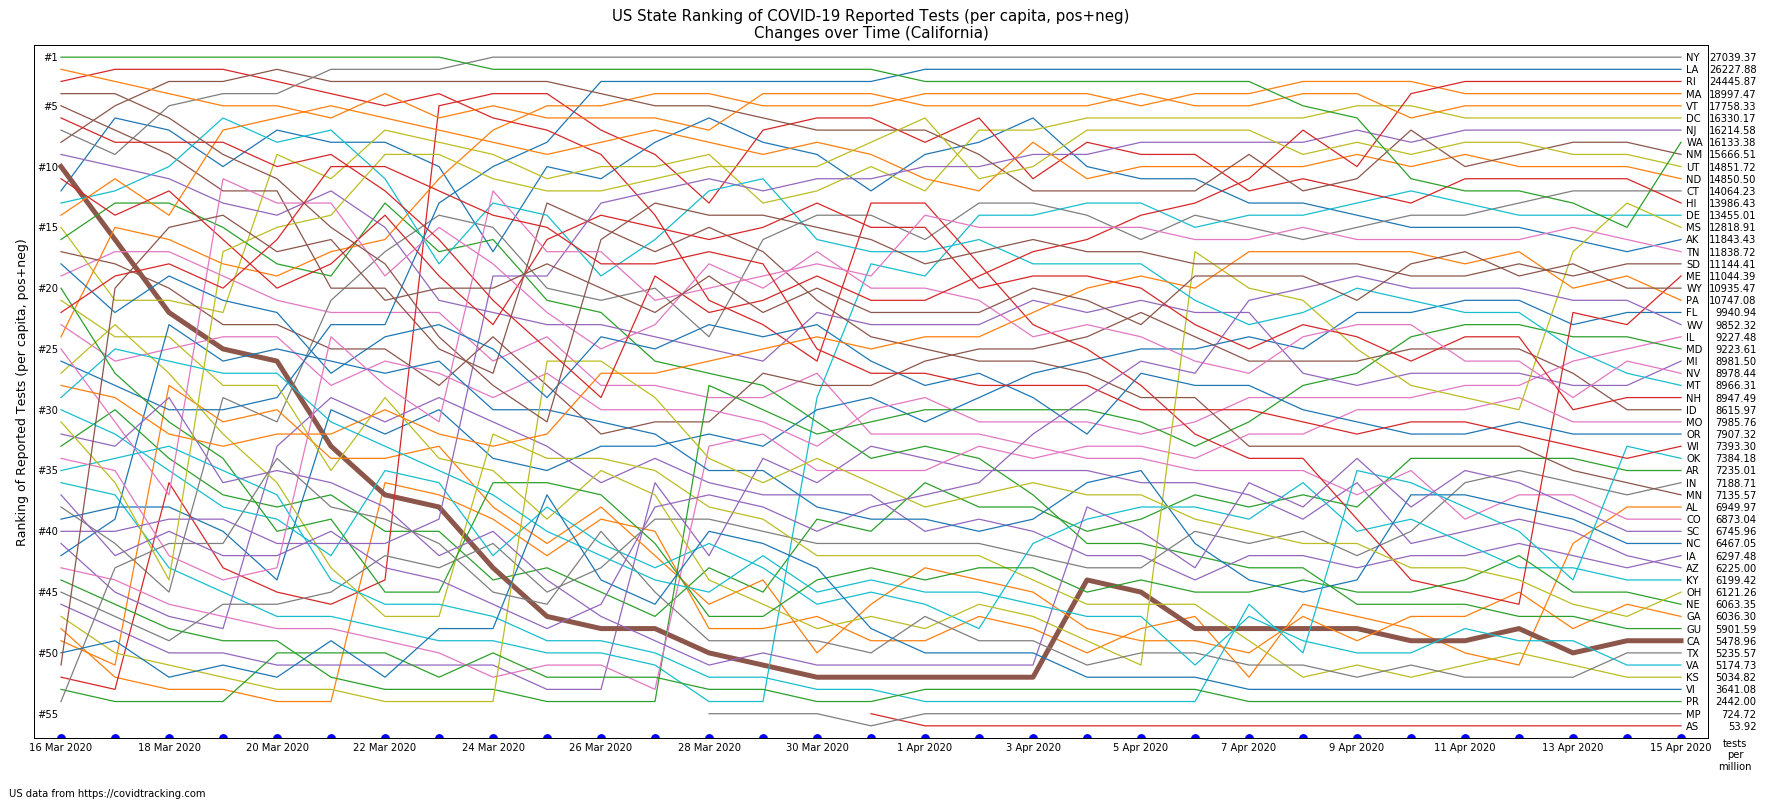 US State Ranking of COVID-19 Reported Tests (per capita, pos+neg)
Changes over Time (California)
Ranking of Reported Tests (per capita, pos+neg)
#1
#5
#10
#15
#20
#25
#30
#35
#40
#45
#50
#55
NY 27039.37
LA 26227.88
RI 24445.87
MA 18997.47
VT 17758.33
DC 16330.17
NJ 16214.58
WA 16133.38
NM 15666.51
UT 14851.72
ND 14850.50
CT 14064.23
HI 13986.43
DE 13455.01
MS 12818.91
AK 11843.43
TN 11838.72
SD 11144.41
ME 11044.39
WY 10935.47
PA 10747.08
FL 9940.94
WV 9852.32
IL 9227.48
MD 9223.61
MI 8981.50
NV 8978.44
MT 8966.31
NH 8947.49
ID 8615.97
MO 7985.76
OR 7907.32
WI 7393.30
OK 7384.18
AR 7235.01
IN 7188.71
MN 7135.57
AL 6949.97
CO 6873.04
SC 6745.96
NC 6467.05
IA 6297.48
AZ 6225.00
KY 6199.42
OH 6121.26
NE 6063.35
GA 6036.30
GU 5901.59
CA 5478.96
TX 5235.57
VA 5174.73
KS 5034.82
VI 3641.08
PR 2442.00
MP 724.72
AS 53.92
16 Mar 2020 18 Mar 2020 20 Mar 2020 22 Mar 2020 24 Mar 2020 26 Mar 2020 28 Mar 2020 30 Mar 2020 1 Apr 2020 3 Apr 2020 5 Apr 2020 7 Apr 2020 9 Apr 2020 11 Apr 2020 13 Apr 2020 15 Apr 2020
tests
per
million
US data from https://covidtracking.com